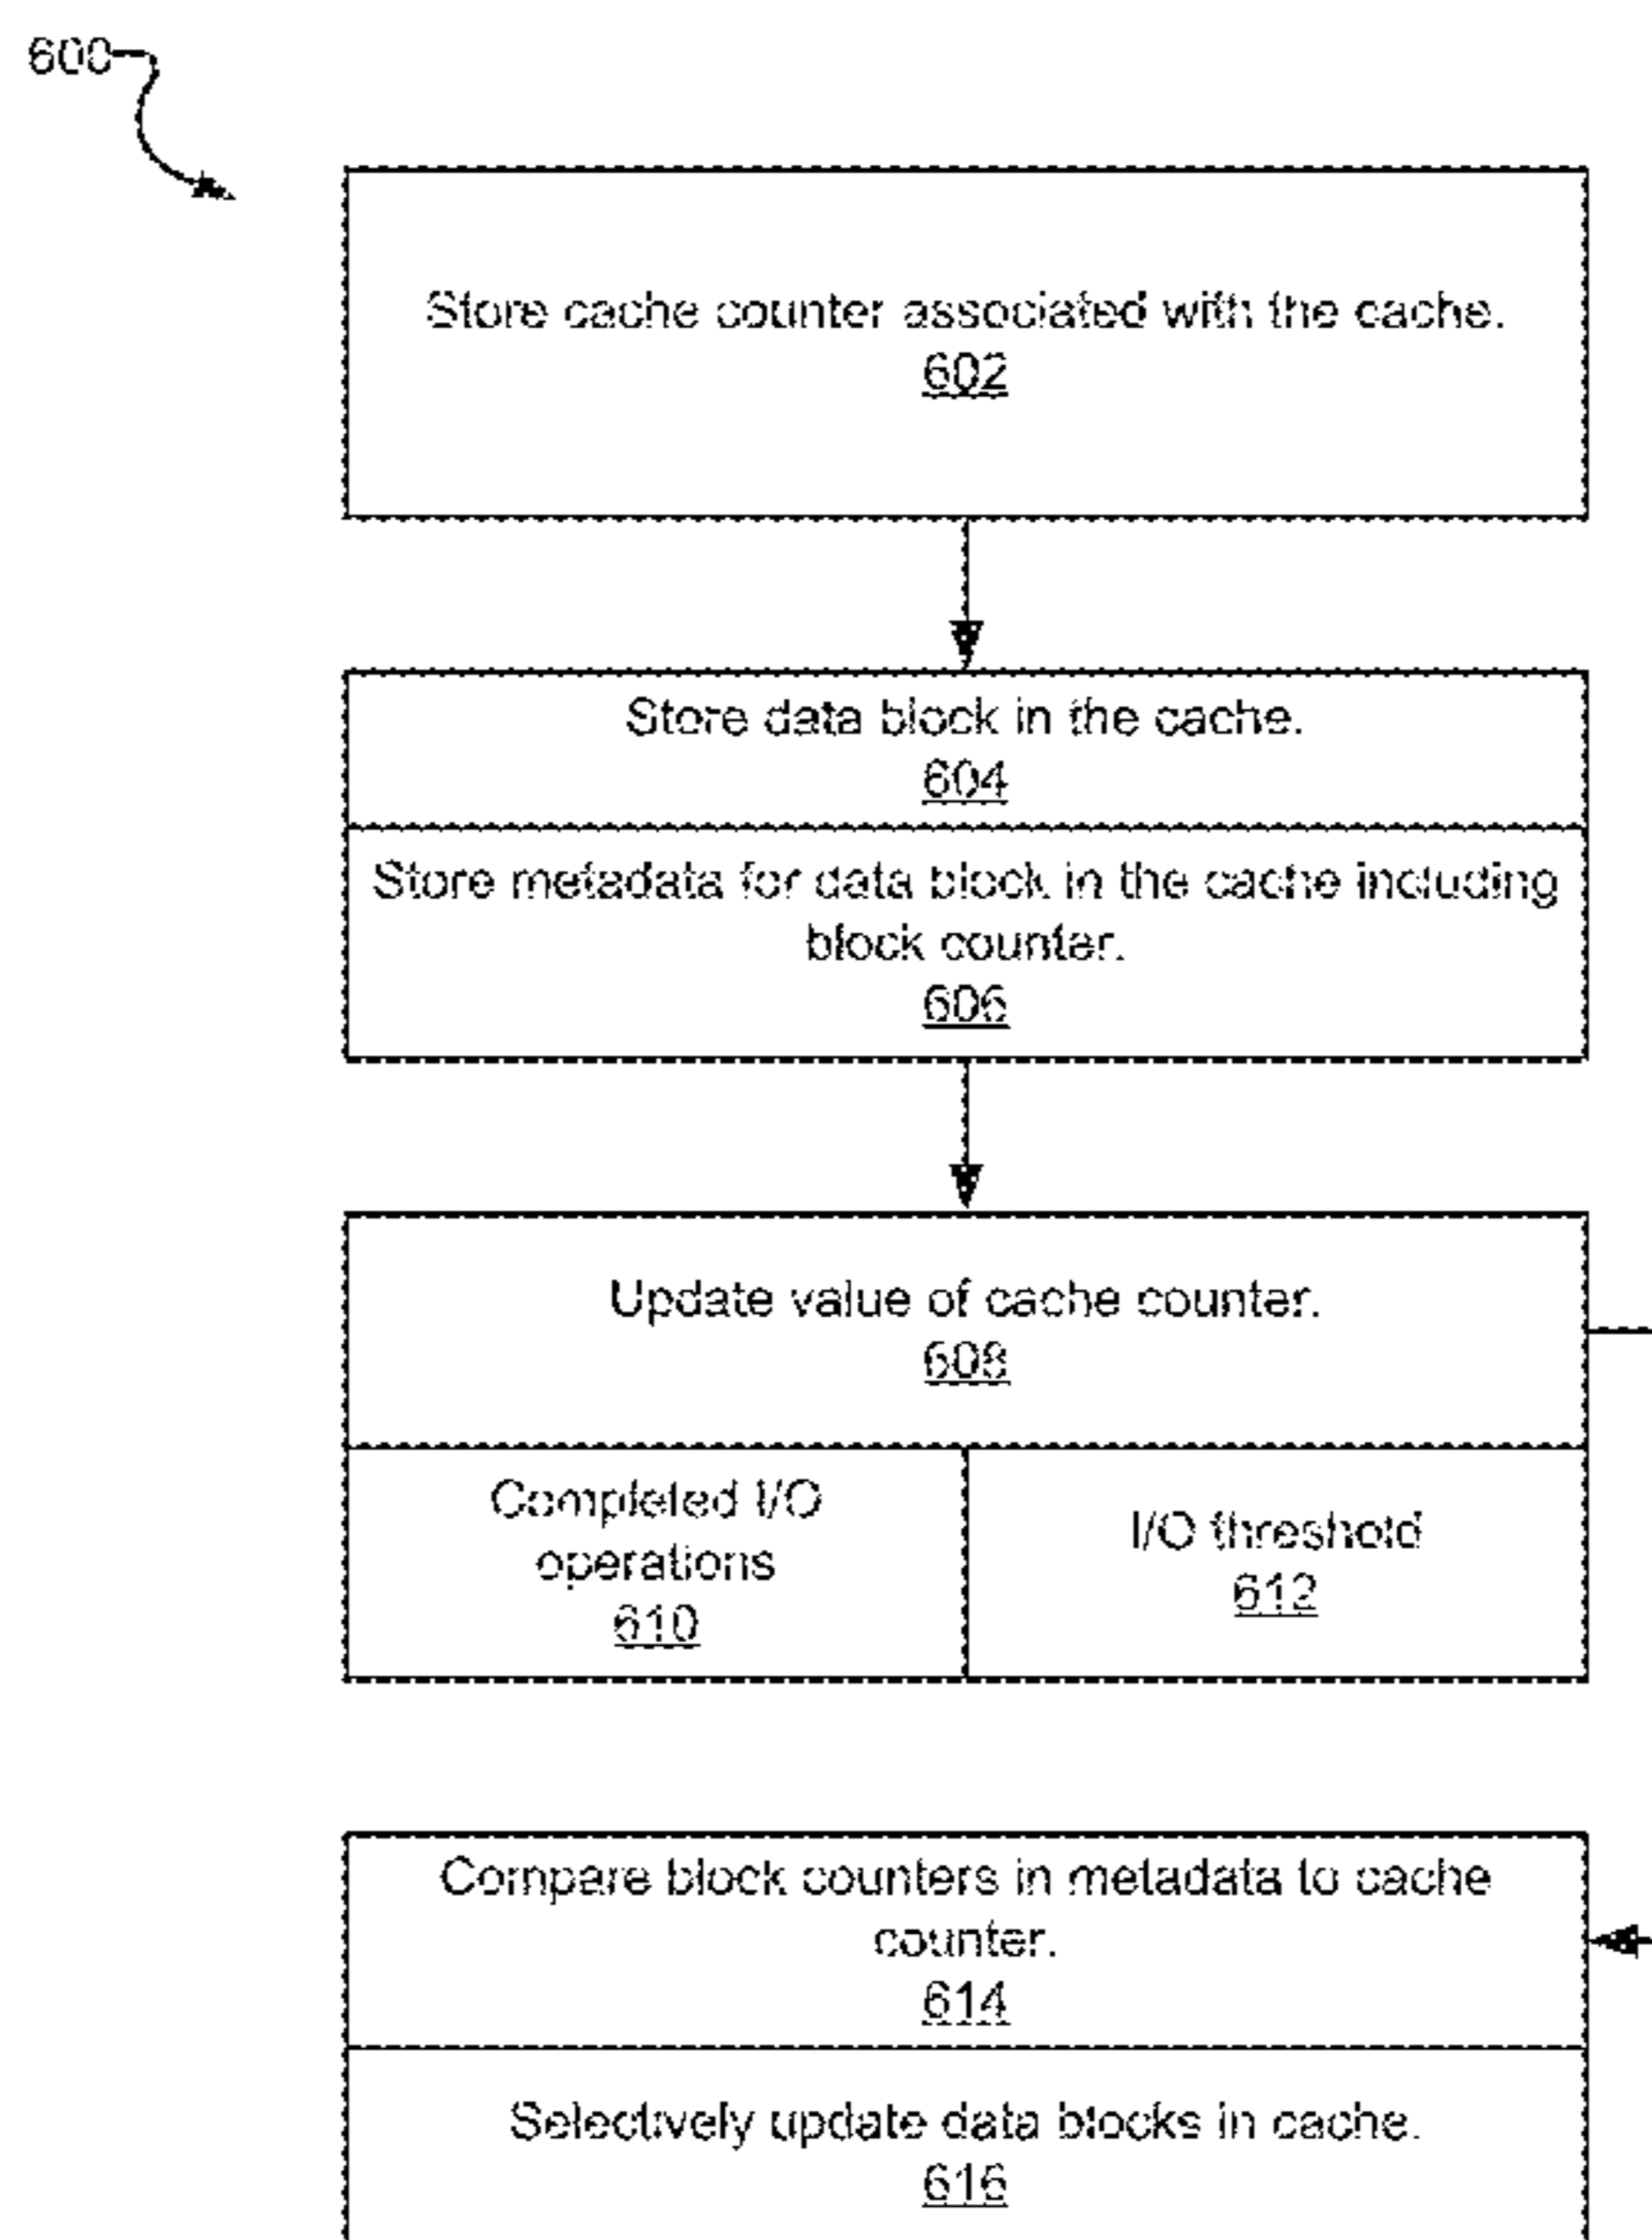 600
Store cache counter associated with the cache.
602
Store data block in the cache.
604
Store metadata for data block in the cache including
block counter.
606
Update value of cache counter.
608
Completed I/O
operations
610
I/O threshold
612
Compare block counters in metadata to cache
counter.
614
Selectively update data blocks in cache.
616